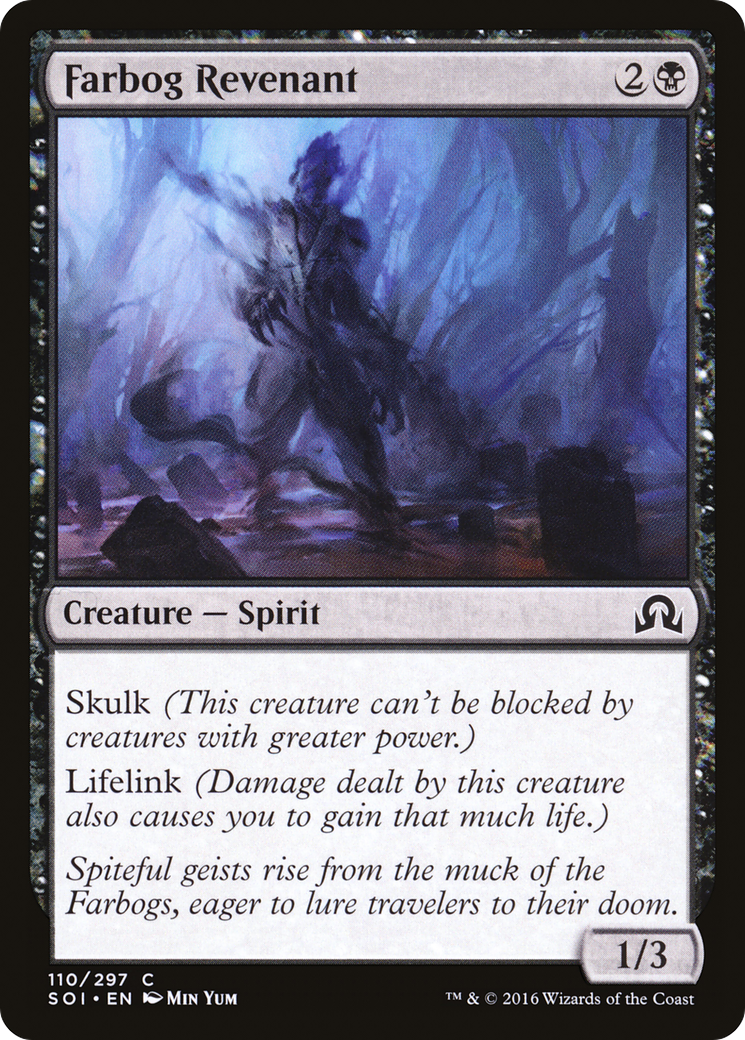 Farbog Revenant
2
Creature — Spirit
Skulk (This creature can't be blocked by
creatures with greater power.)
Lifelink (Damage dealt by this creature
also causes you to gain that much life.)
Spiteful geists rise from the muck of the
Farbogs, eager to lure travelers to their doom.
1/3
110/297 C
SOI • EN Min Yum
™ & © 2016 Wizards of the Coast